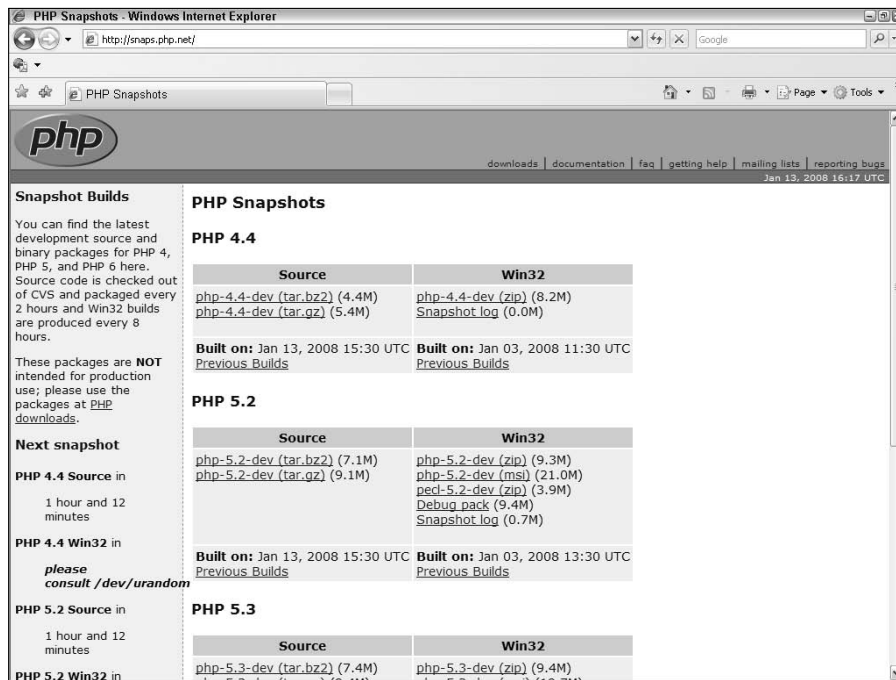 PHP Snapshots - Windows Internet Explorer
http://snaps.php.net/
Google
PHP Snapshots
Page
Tools
php
downloads | documentation | faq | getting help | mailing lists | reporting bugs
Jan 13, 2008 16:17 UTC
Snapshot Builds
You can find the latest
development source and
binary packages for PHP 4,
PHP 5, and PHP 6 here.
Source code is checked out
of CVS and packaged every
2 hours and Win32 builds
are produced every 8
hours.
These packages are NOT
intended for production
use; please use the
packages at PHP
downloads.
Next snapshot
PHP 4.4 Source in
1 hour and 12
minutes
PHP 4.4 Win32 in
please
consult /dev/urandom
PHP 5.2 Source in
1 hour and 12
minutes
PHP 5.2 Win32 in
PHP Snapshots
PHP 4.4
Source Win32
php-4.4-dev (tar.bz2) (4.4M) php-4.4-dev (zip) (8.2M)
php-4.4-dev (tar.gz) (5.4M) Snapshot log (0.0M)
Built on: Jan 13, 2008 15:30 UTC Built on: Jan 03, 2008 11:30 UTC
Previous Builds Previous Builds
PHP 5.2
Source Win32
php-5.2-dev (tar.bz2) (7.1M) php-5.2-dev (zip) (9.3M)
php-5.2-dev (tar.gz) (9.1M) php-5.2-dev (msi) (21.0M)
pecl-5.2-dev (zip) (3.9M)
Debug pack (9.4M)
Snapshot log (0.7M)
Built on: Jan 13, 2008 15:30 UTC Built on: Jan 03, 2008 13:30 UTC
Previous Builds Previous Builds
PHP 5.3
Source Win32
php-5.3-dev (tar.bz2) (7.4M) php-5.3-dev (zip) (9.4M)